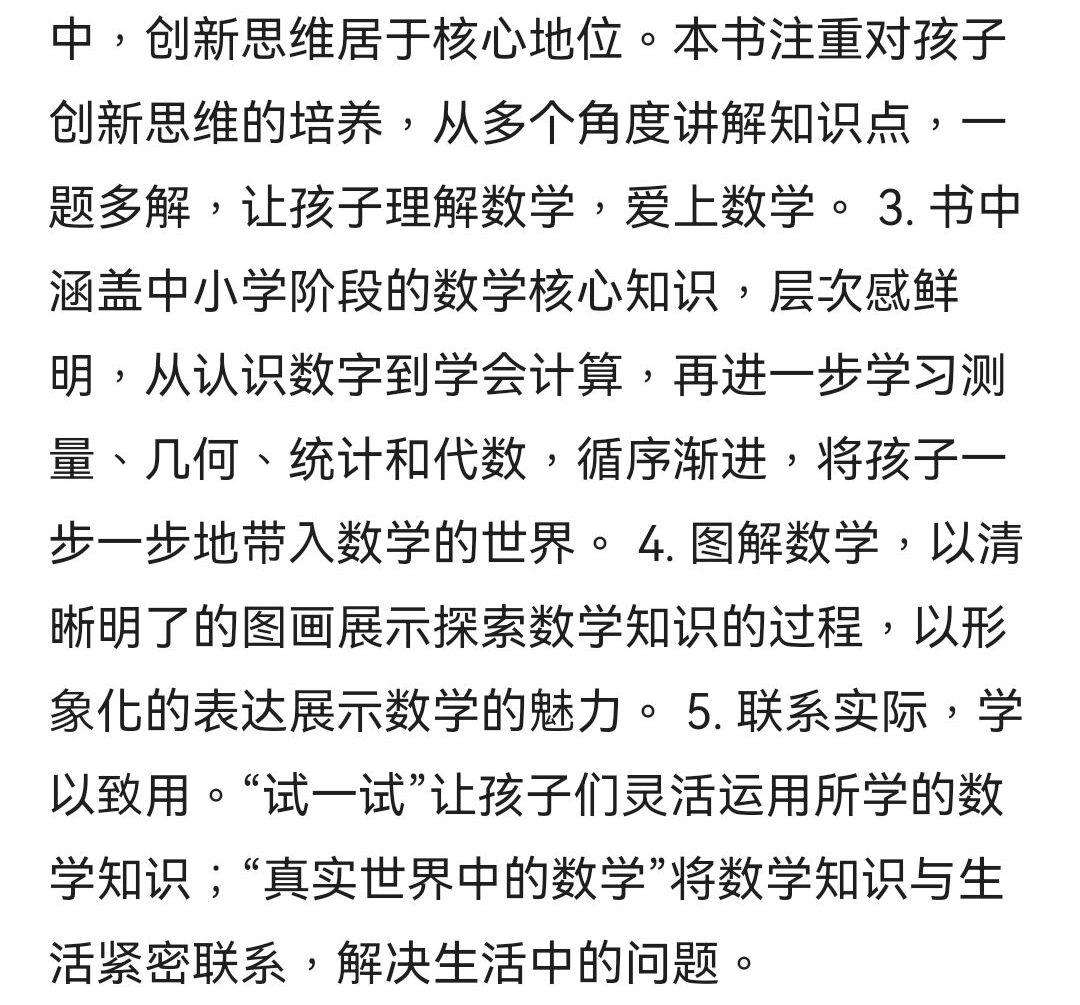 中，创新思维居于核心地位。本书注重对孩子
创新思维的培养，从多个角度讲解知识点，一
题多解，让孩子理解数学，爱上数学。 3. 书中
涵盖中小学阶段的数学核心知识，层次感鲜
明，从认识数字到学会计算，再进一步学习测
量、几何、统计和代数，循序渐进，将孩子一
步一步地带入数学的世界。 4. 图解数学，以清
晰明了的图画展示探索数学知识的过程，以形
象化的表达展示数学的魅力。 5. 联系实际，学
以致用。“试一试”让孩子们灵活运用所学的数
学知识；“真实世界中的数学”将数学知识与生
活紧密联系，解决生活中的问题。